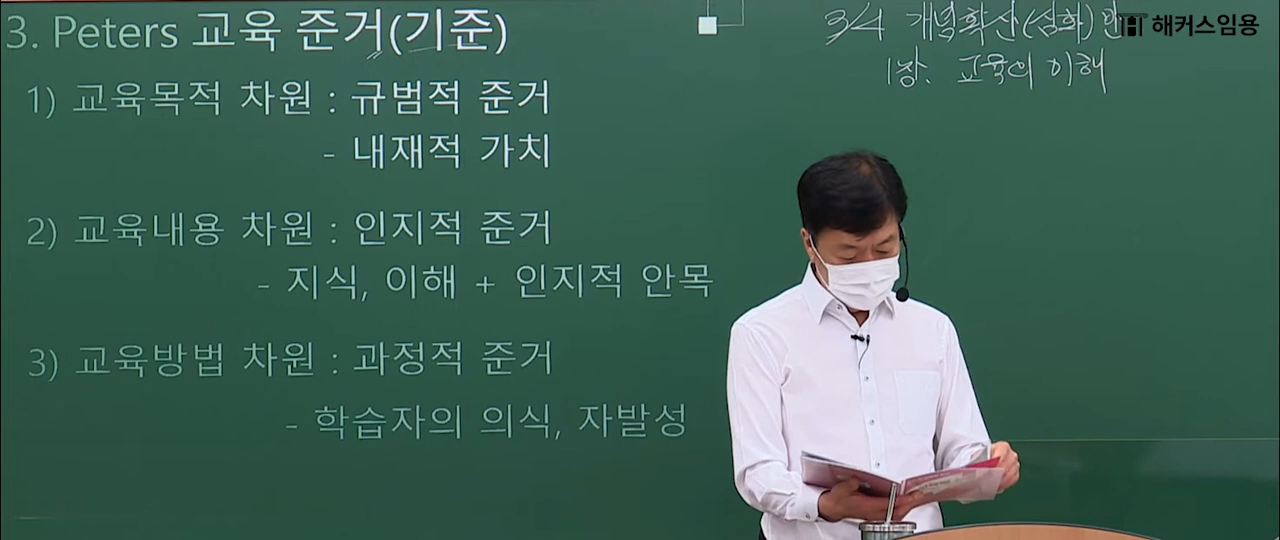 3. Peters 교육 준거(기준)
1) 교육목적 차원 : 규범적 준거
- 내재적 가치
2) 교육내용 차원 : 인지적 준거
- 지식, 이해 + 인지적 안목
3) 교육방법 차원 : 과정적 준거
- 학습자의 의식, 자발성
3/4 개념확산(심화)
1장. 교육의 이해
해커스임용